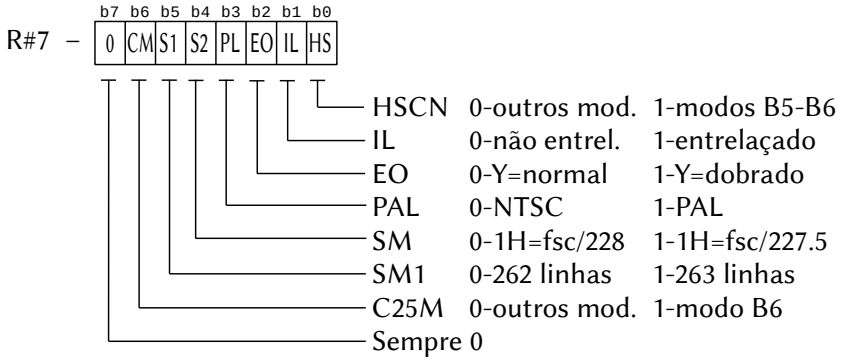 b7 b6 b5 b4 b3 b2 b1 b0
R#7 – 0 CM S1 S2 PL EO IL HS
HSCN 0-outros mod. 1-modos B5-B6
IL 0-não entrel. 1-entrelaçado
EO 0-Y=normal 1-Y=dobrado
PAL 0-NTSC 1-PAL
SM 0-1H=fsc/228 1-1H=fsc/227.5
SM1 0-262 linhas 1-263 linhas
C25M 0-outros mod. 1-modo B6
Sempre 0